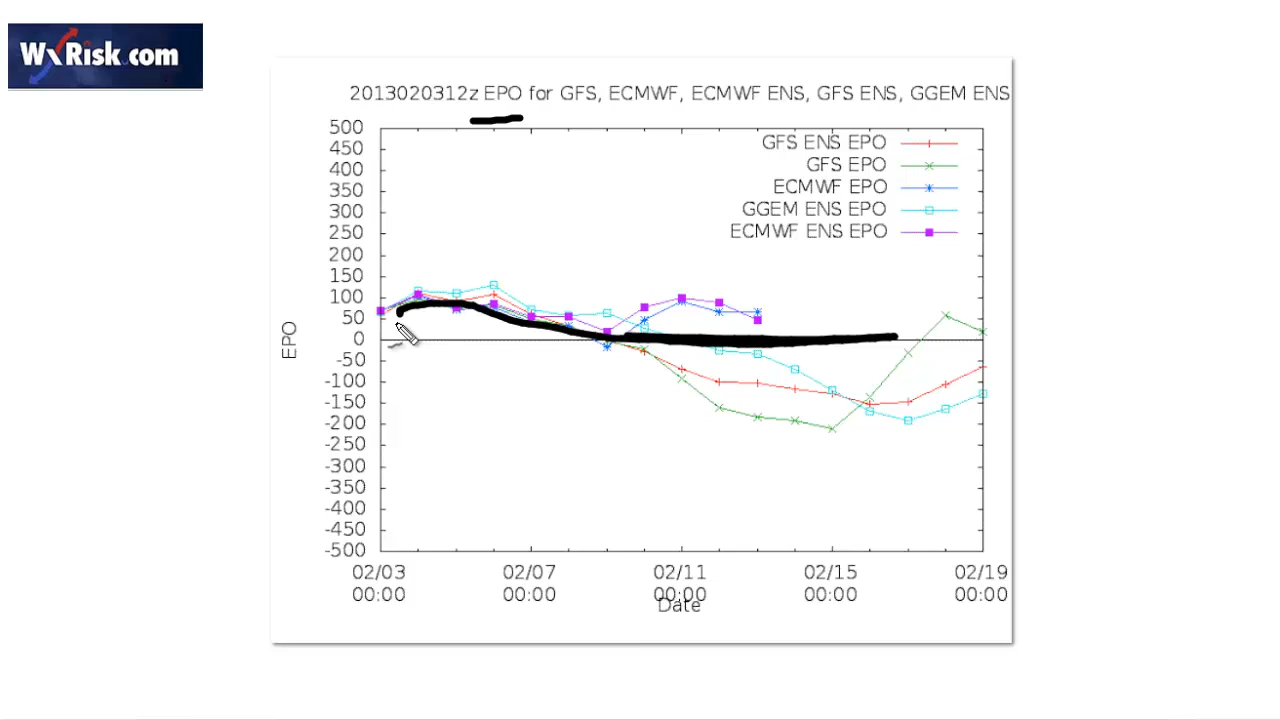 WxRisk.com
2013020312z EPO for GFS, ECMWF, ECMWF ENS, GFS ENS, GGEM ENS
500
450
400
350
300
250
200
150
100
50
0
-50
-100
-150
-200
-250
-300
-350
-400
-450
-500
EPO
GFS ENS EPO
GFS EPO
ECMWF EPO
GGEM ENS EPO
ECMWF ENS EPO
02/03 02/07 02/11 02/15 02/19
00:00 00:00 00:00 00:00 00:00
Date